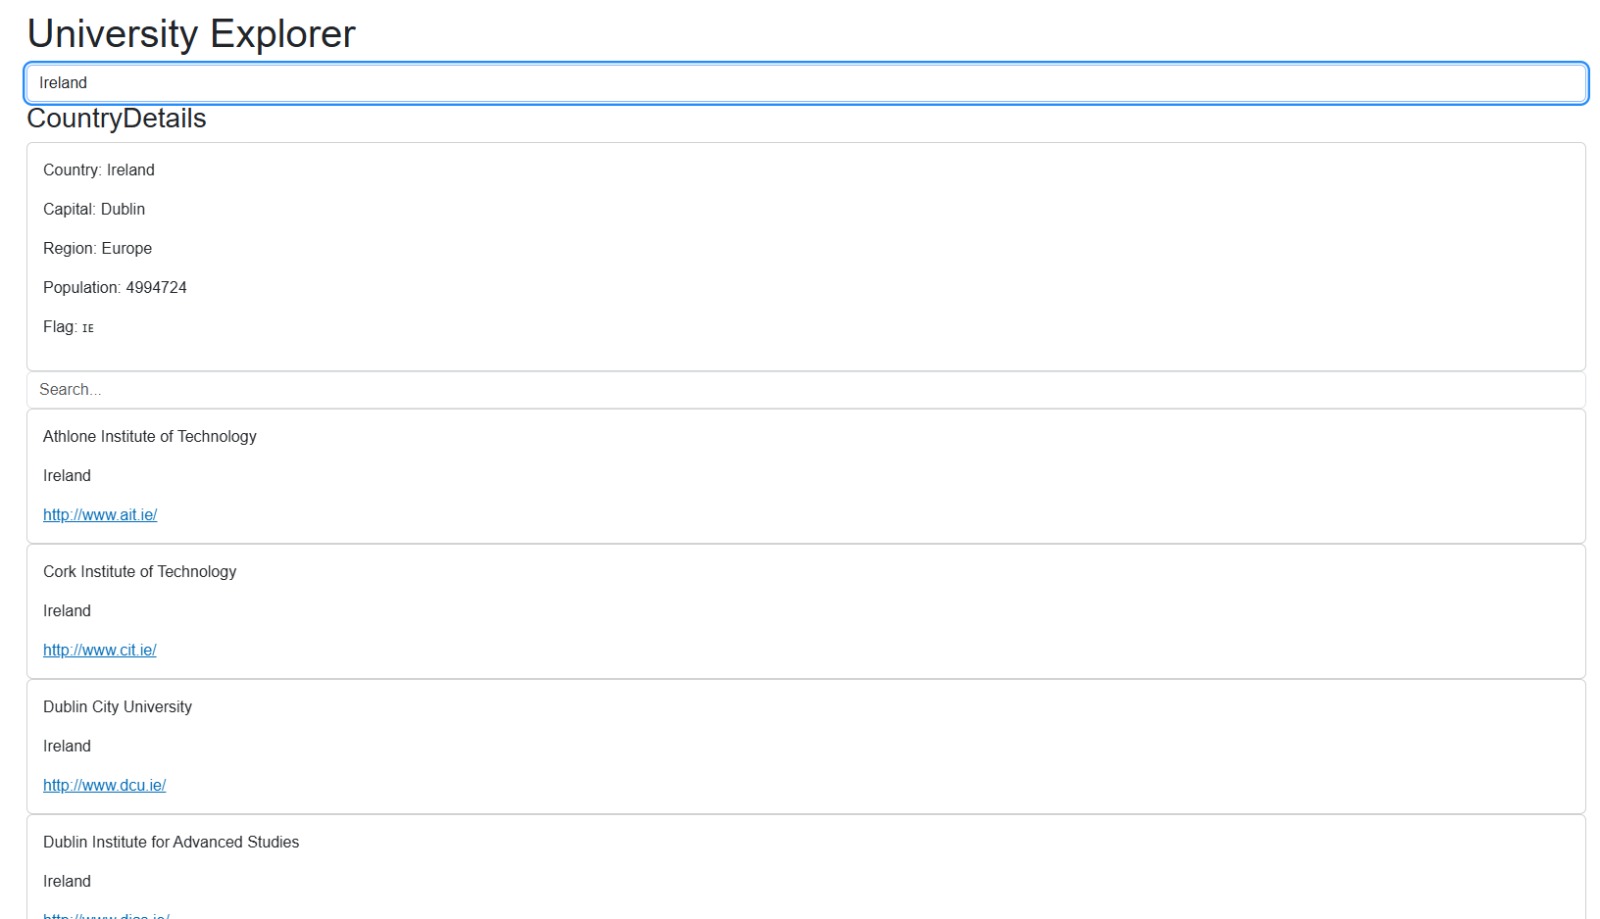 University Explorer
Ireland
CountryDetails
Country: Ireland
Capital: Dublin
Region: Europe
Population: 4994724
Flag: IE
Search...
Athlone Institute of Technology
Ireland
http://www.ait.ie/
Cork Institute of Technology
Ireland
http://www.cit.ie/
Dublin City University
Ireland
http://www.dcu.ie/
Dublin Institute for Advanced Studies
Ireland